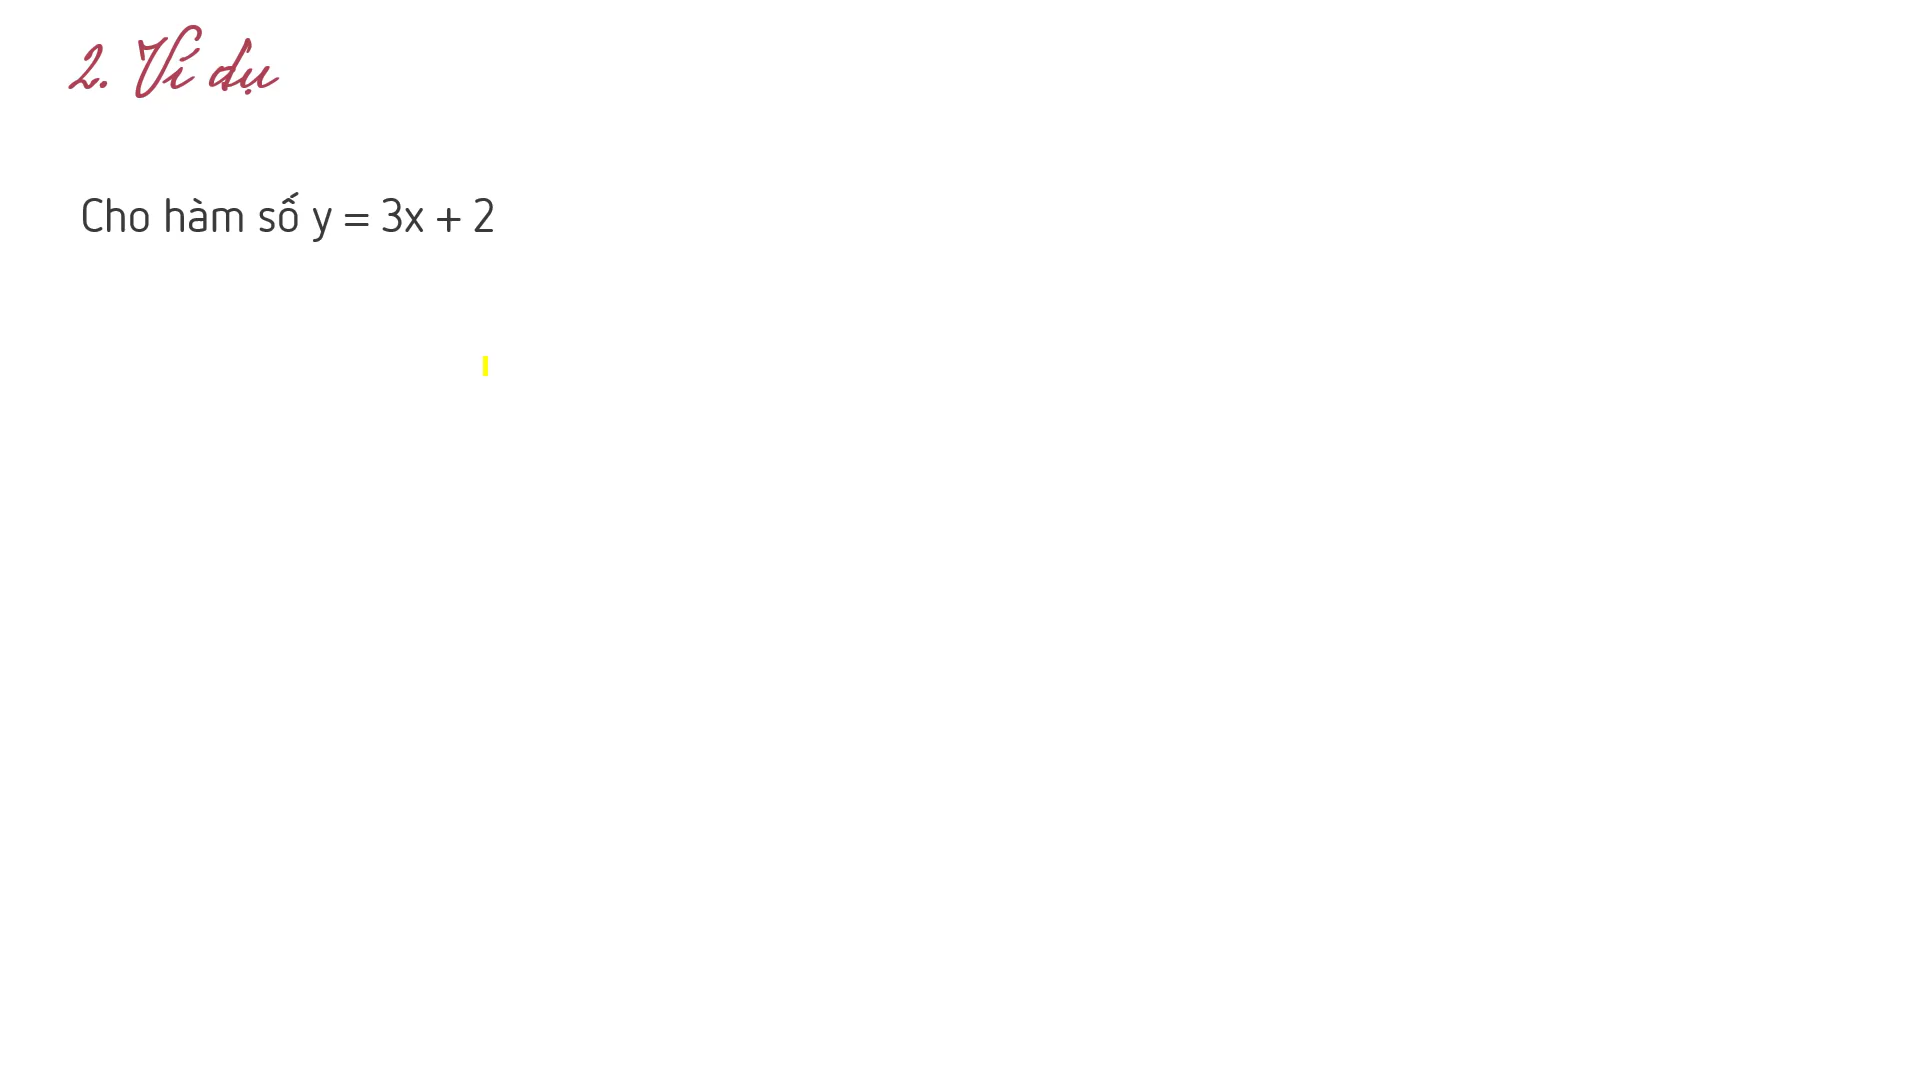 2. Ví dụ
Cho hàm số y = 3x + 2